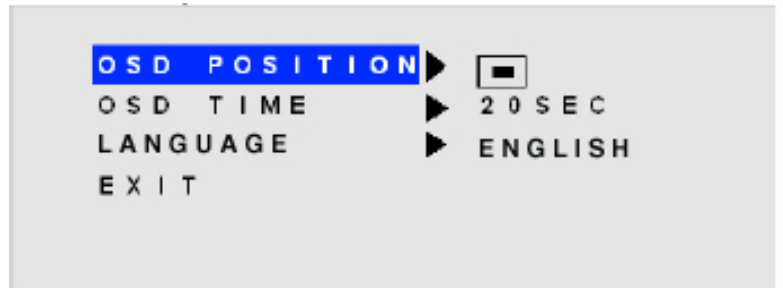 OSD POSITION
OSD TIME 20SEC
LANGUAGE ENGLISH
EXIT